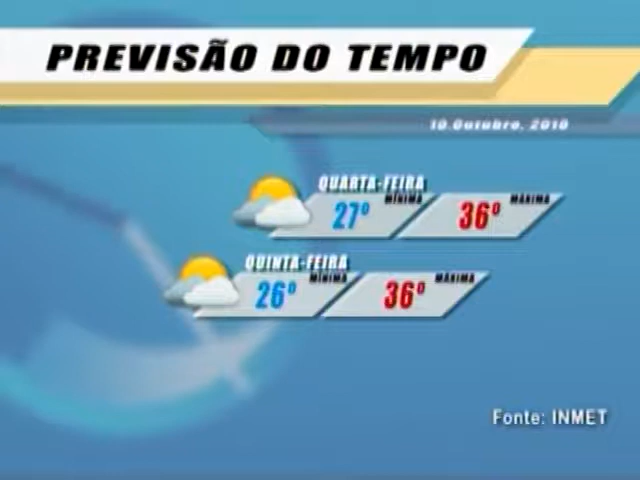 PREVISÃO DO TEMPO
10 Outubro, 2010
QUARTA-FEIRA
27º MÍNIMA 36º MÁXIMA
QUINTA-FEIRA
26º MÍNIMA 36º MÁXIMA
Fonte: INMET